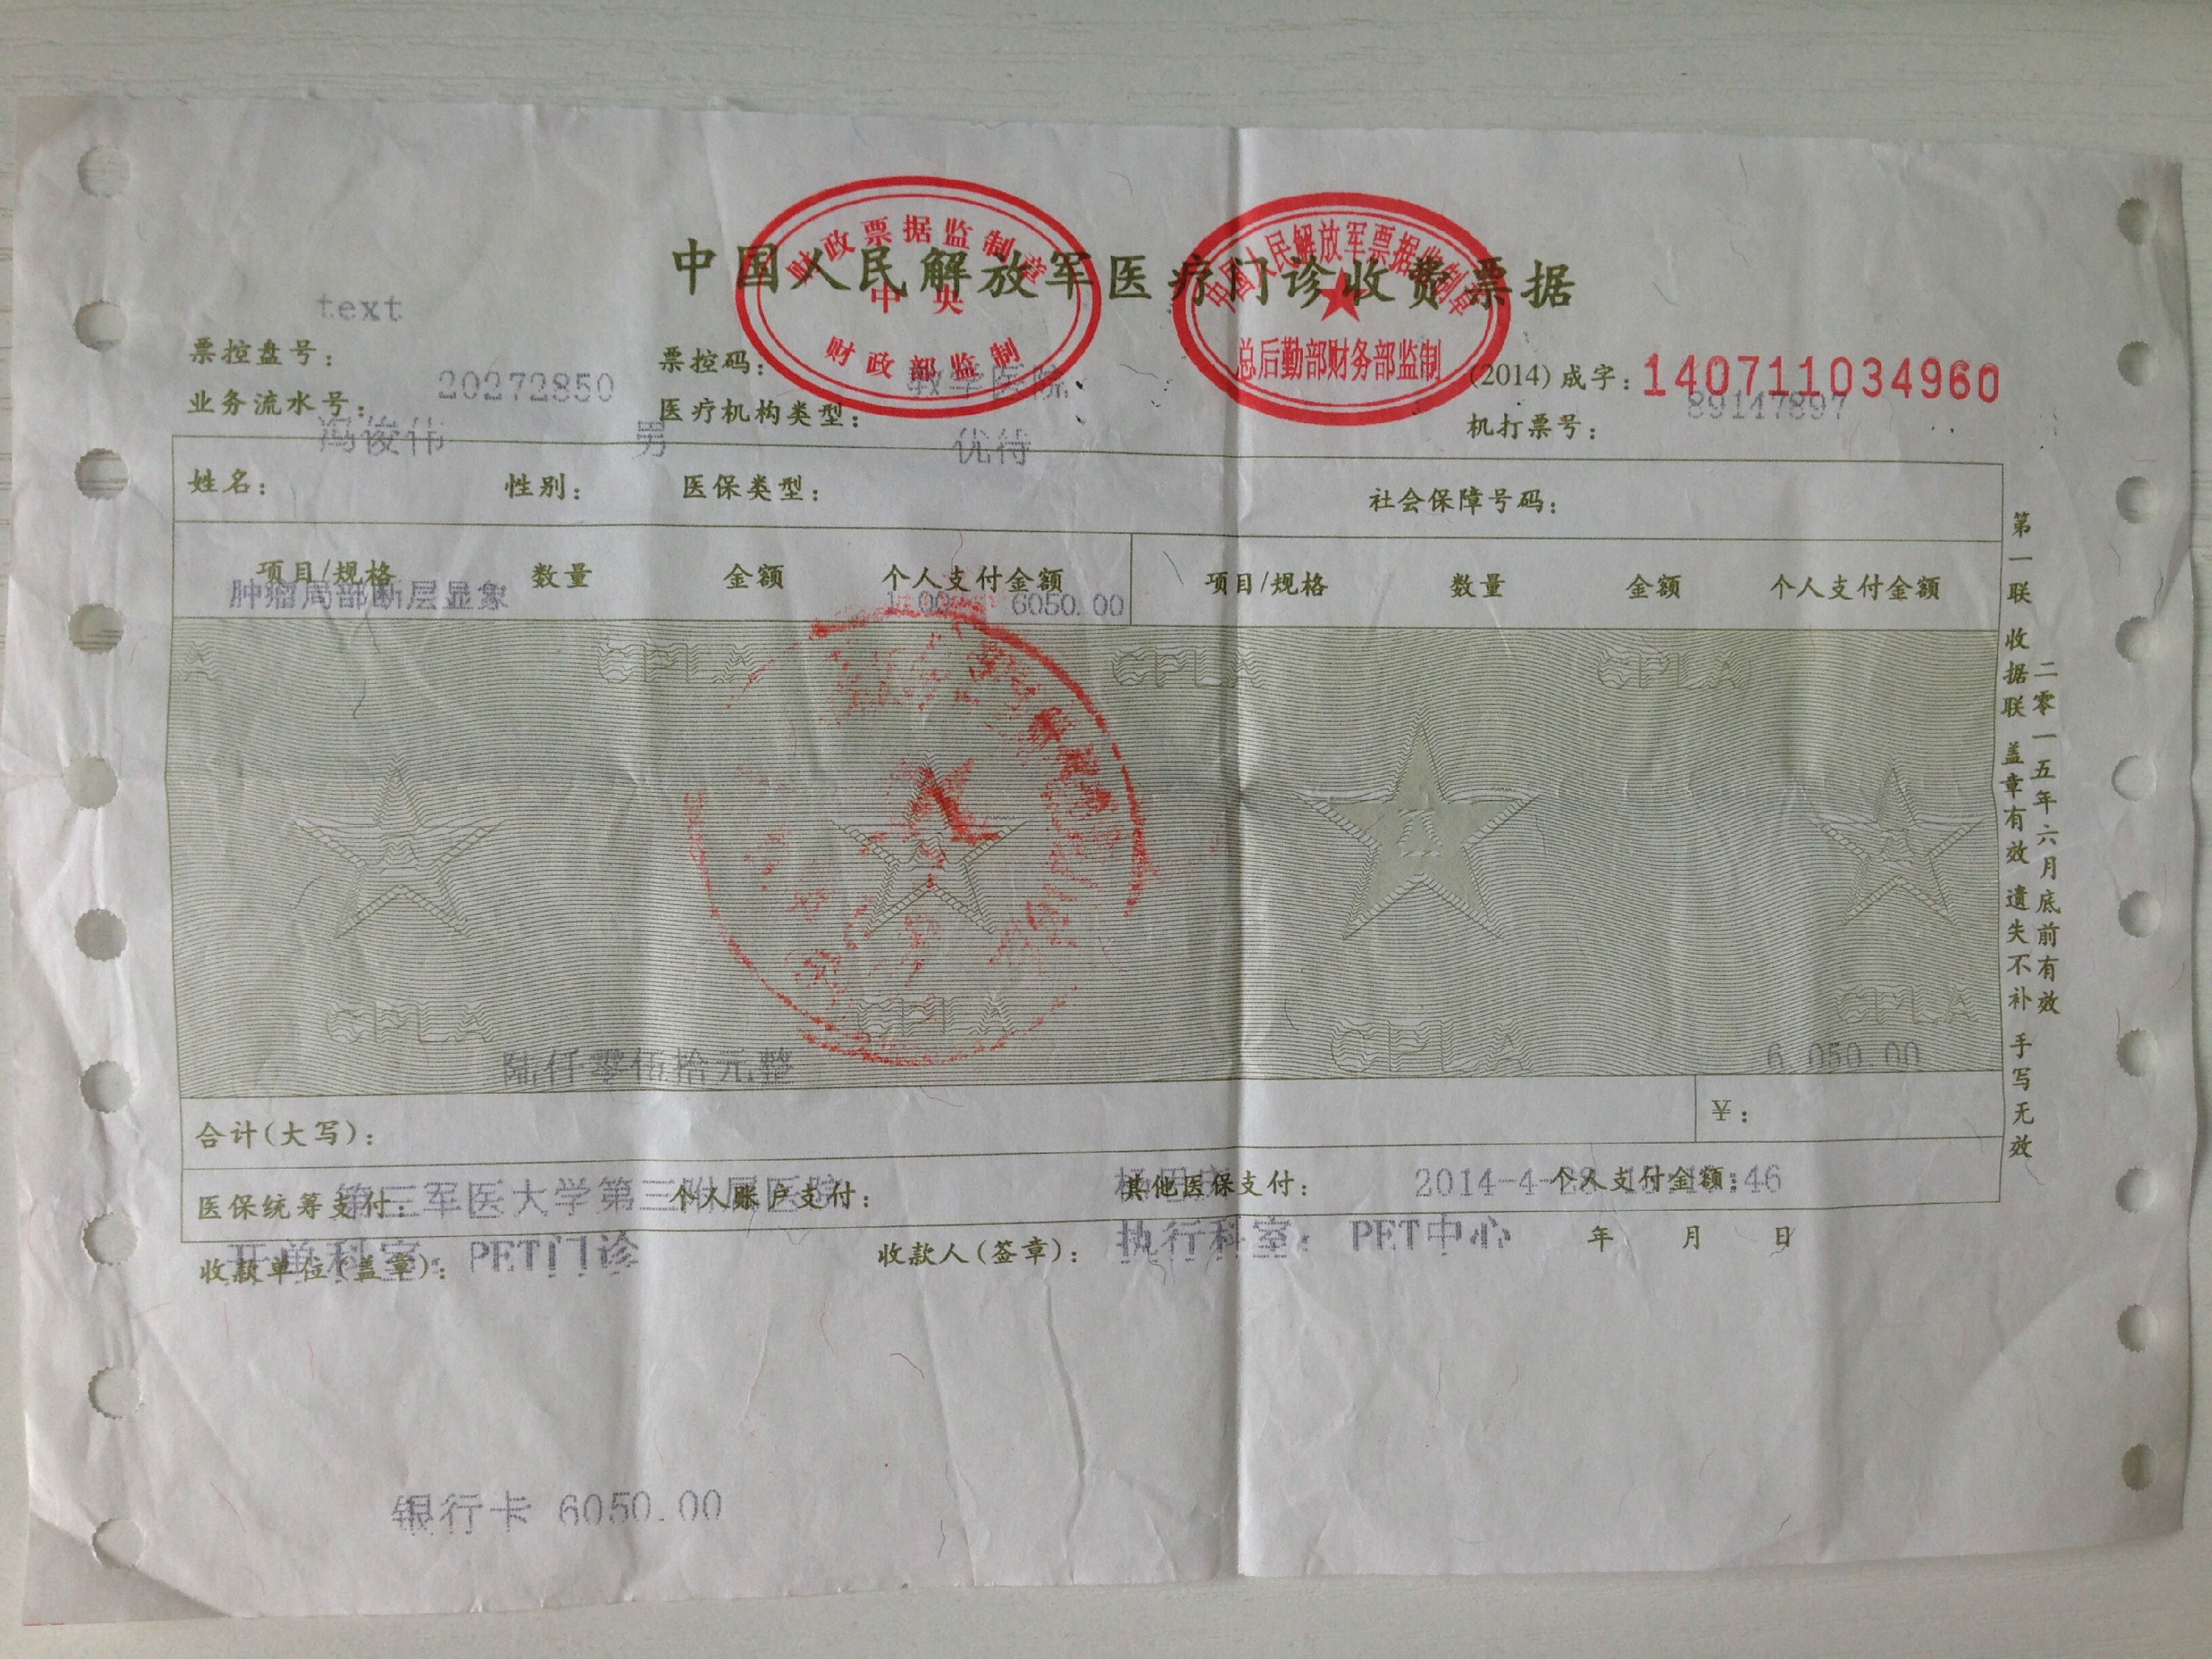 中国人民解放军医疗门诊收费票据
财政票据监制章
中央
财政部监制
中国人民解放军票据监制章
总后勤部财务部监制
text
票控盘号：
票控码：
教学医院
(2014)成字：140711034960
业务流水号：20272850
医疗机构类型：
机打票号：89147897
冯俊伟 男 优待
姓名： 性别： 医保类型： 社会保障号码：
项目/规格 数量 金额 个人支付金额 项目/规格 数量 金额 个人支付金额
肿瘤局部断层显象 1.00 6050.00
CPLA CPLA CPLA
CPLA CPLA CPLA CPLA
陆仟零伍拾元整 6,050.00
合计(大写)： ¥：
第三军医大学第三附属医院 2014-4-28
医保统筹支付： 个人账户支付： 其他医保支付： 个人支付金额：
开单科室：PET门诊 执行科室：PET中心
收款单位(盖章)： 收款人(签章)： 年 月 日
银行卡 6050.00
第一联 收据联 盖章有效 遗失不补 手写无效
二零一五年六月底前有效